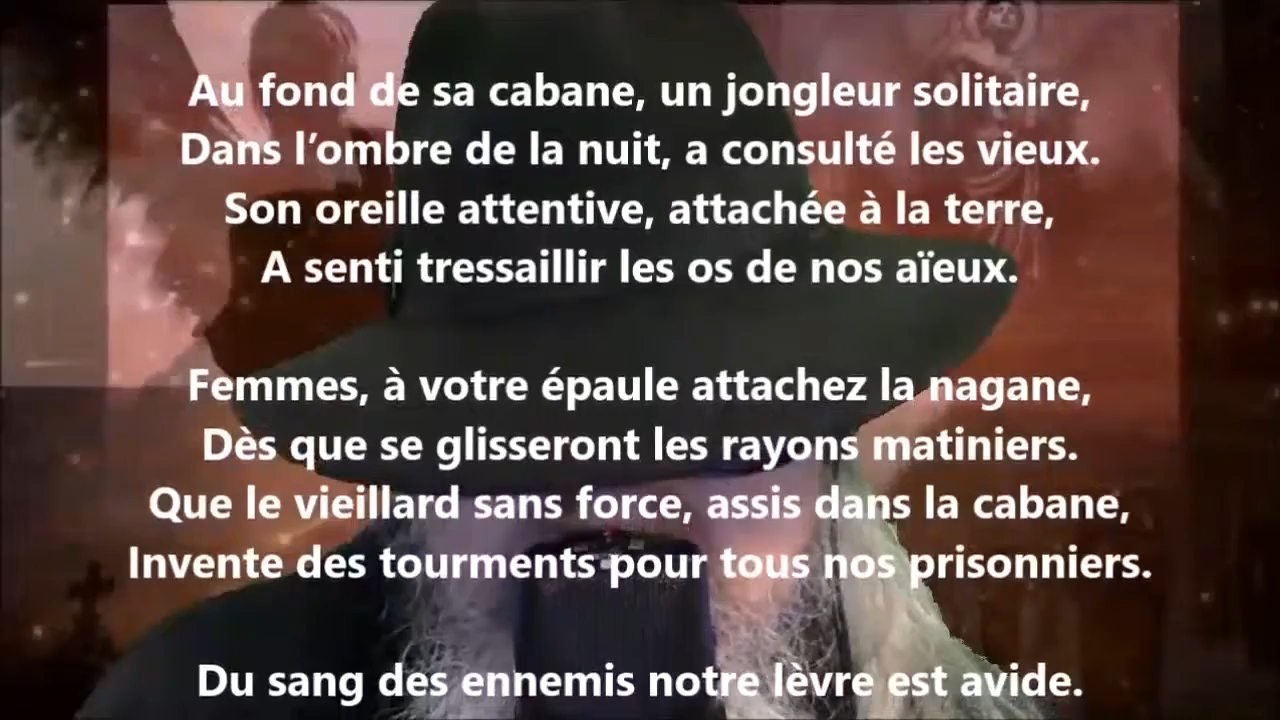 Au fond de sa cabane, un jongleur solitaire,
Dans l’ombre de la nuit, a consulté les vieux.
Son oreille attentive, attachée à la terre,
A senti tressaillir les os de nos aïeux.
Femmes, à votre épaule attachez la nagane,
Dès que se glisseront les rayons matiniers.
Que le vieillard sans force, assis dans la cabane,
Invente des tourments pour tous nos prisonniers.
Du sang des ennemis notre lèvre est avide.